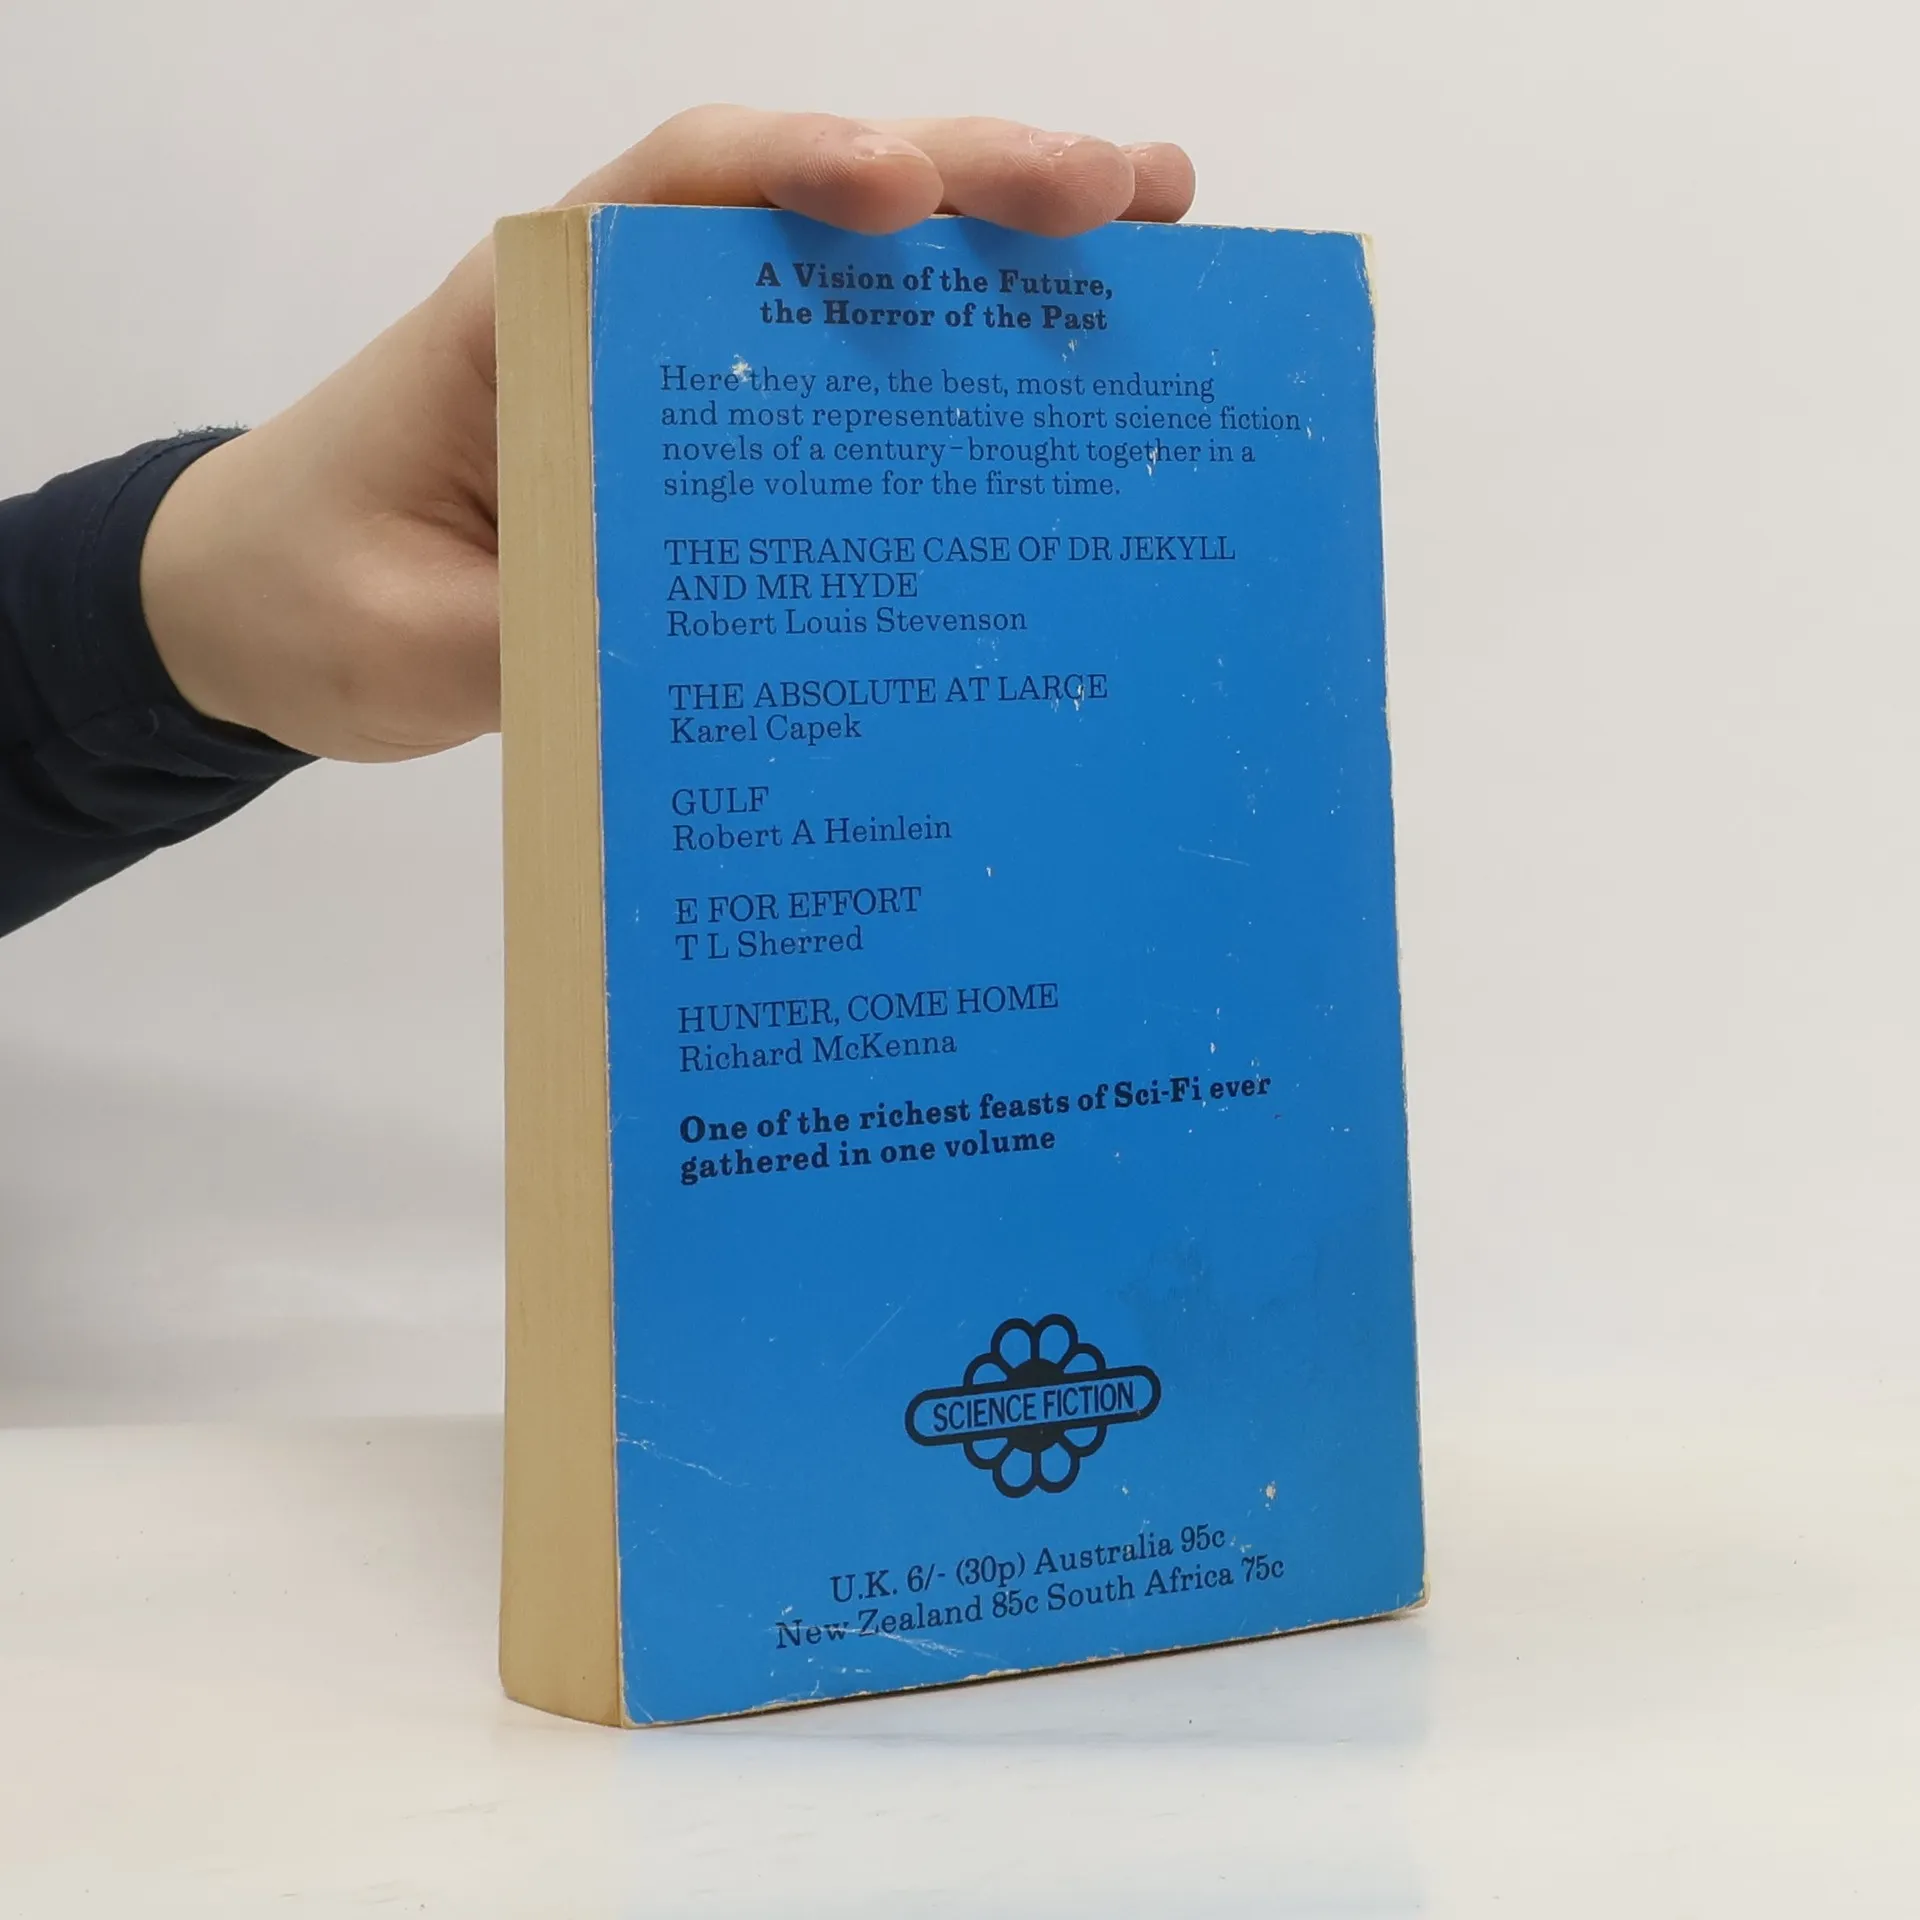 A Vision of the Future,
the Horror of the Past
Here they are, the best, most enduring
and most representative short science fiction
novels of a century–brought together in a
single volume for the first time.
THE STRANGE CASE OF DR JEKYLL
AND MR HYDE
Robert Louis Stevenson
THE ABSOLUTE AT LARGE
Karel Capek
GULF
Robert A Heinlein
E FOR EFFORT
T L Sherred
HUNTER, COME HOME
Richard McKenna
One of the richest feasts of Sci-Fi ever
gathered in one volume
SCIENCE FICTION
U.K. 6/- (30p) Australia 95c
New Zealand 85c South Africa 75c